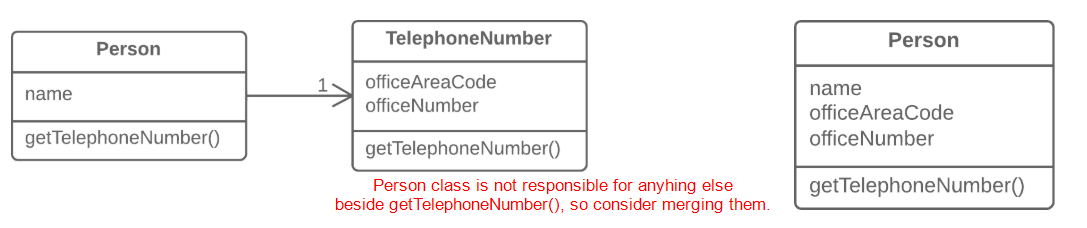 Person
name
getTelephoneNumber()
1
TelephoneNumber
officeAreaCode
officeNumber
getTelephoneNumber()
Person class is not responsible for anyhing else
beside getTelephoneNumber(), so consider merging them.
Person
name
officeAreaCode
officeNumber
getTelephoneNumber()